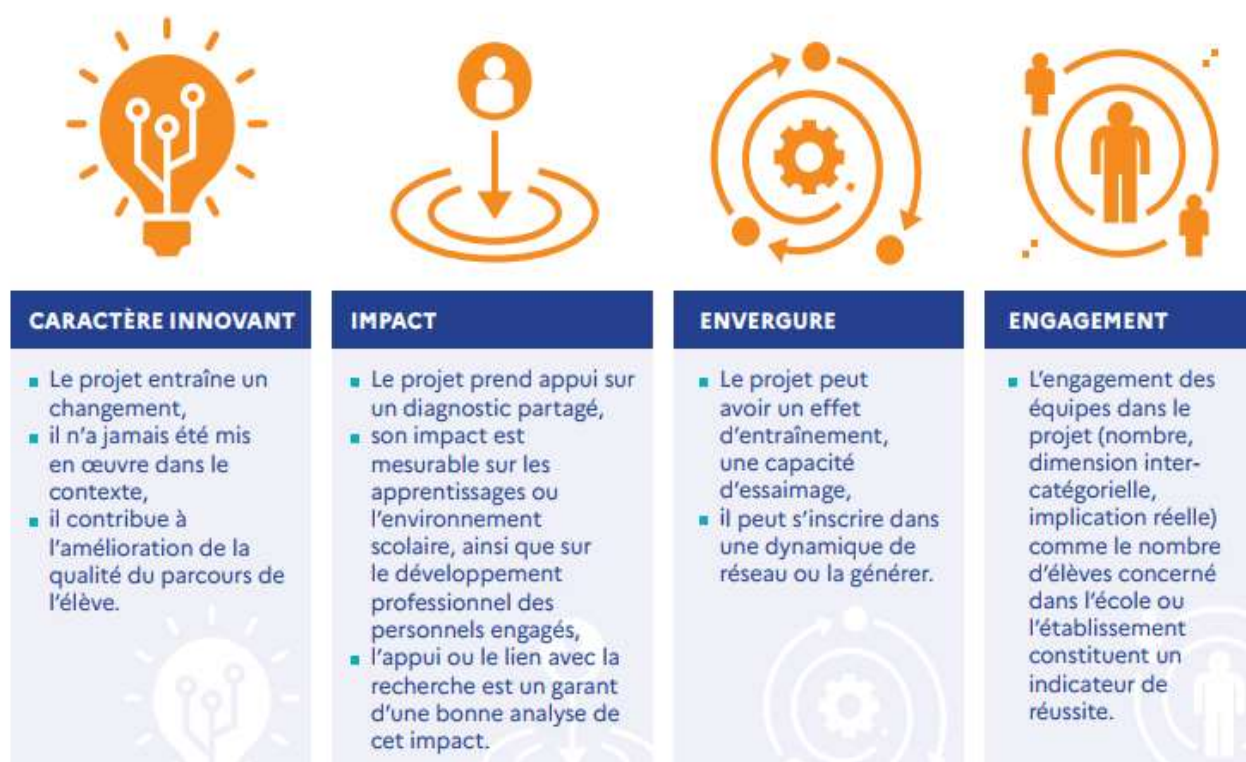 CARACTÈRE INNOVANT
Le projet entraîne un
changement,
il n'a jamais été mis
en œuvre dans le
contexte,
il contribue à
l'amélioration de la
qualité du parcours de
l'élève.
IMPACT
Le projet prend appui sur
un diagnostic partagé,
son impact est
mesurable sur les
apprentissages ou
l'environnement
scolaire, ainsi que sur
le développement
professionnel des
personnels engagés,
l'appui ou le lien avec la
recherche est un garant
d'une bonne analyse de
cet impact.
ENVERGURE
Le projet peut
avoir un effet
d'entraînement,
une capacité
d'essaimage,
il peut s'inscrire dans
une dynamique de
réseau ou la générer.
ENGAGEMENT
L'engagement des
équipes dans le
projet (nombre,
dimension inter-
catégorielle,
implication réelle)
comme le nombre
d'élèves concerné
dans l'école ou
l'établissement
constituent un
indicateur de
réussite.